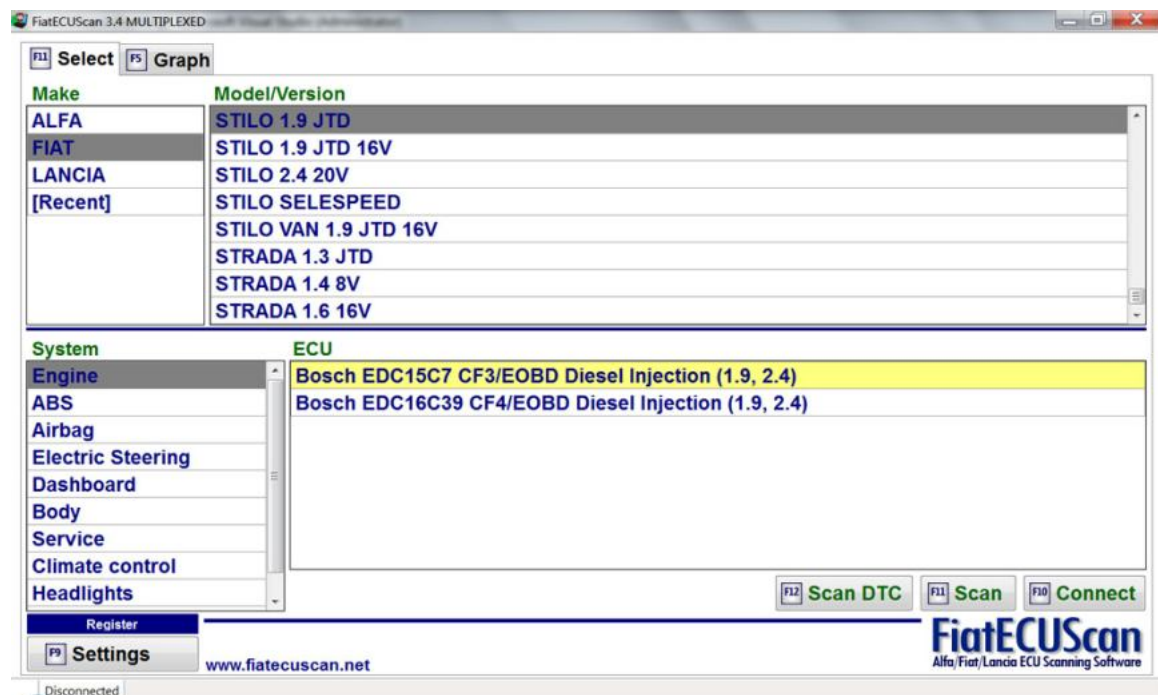 FiatECUScan 3.4 MULTIPLEXED
F11 Select F5 Graph
Make Model/Version
ALFA STILO 1.9 JTD
FIAT STILO 1.9 JTD 16V
LANCIA STILO 2.4 20V
[Recent] STILO SELESPEED
STILO VAN 1.9 JTD 16V
STRADA 1.3 JTD
STRADA 1.4 8V
STRADA 1.6 16V
System ECU
Engine Bosch EDC15C7 CF3/EOBD Diesel Injection (1.9, 2.4)
ABS Bosch EDC16C39 CF4/EOBD Diesel Injection (1.9, 2.4)
Airbag
Electric Steering
Dashboard
Body
Service
Climate control
Headlights F12 Scan DTC F11 Scan F10 Connect
Register
F9 Settings www.fiatecuscan.net FiatECUScan
Alfa/Fiat/Lancia ECU Scanning Software
Disconnected